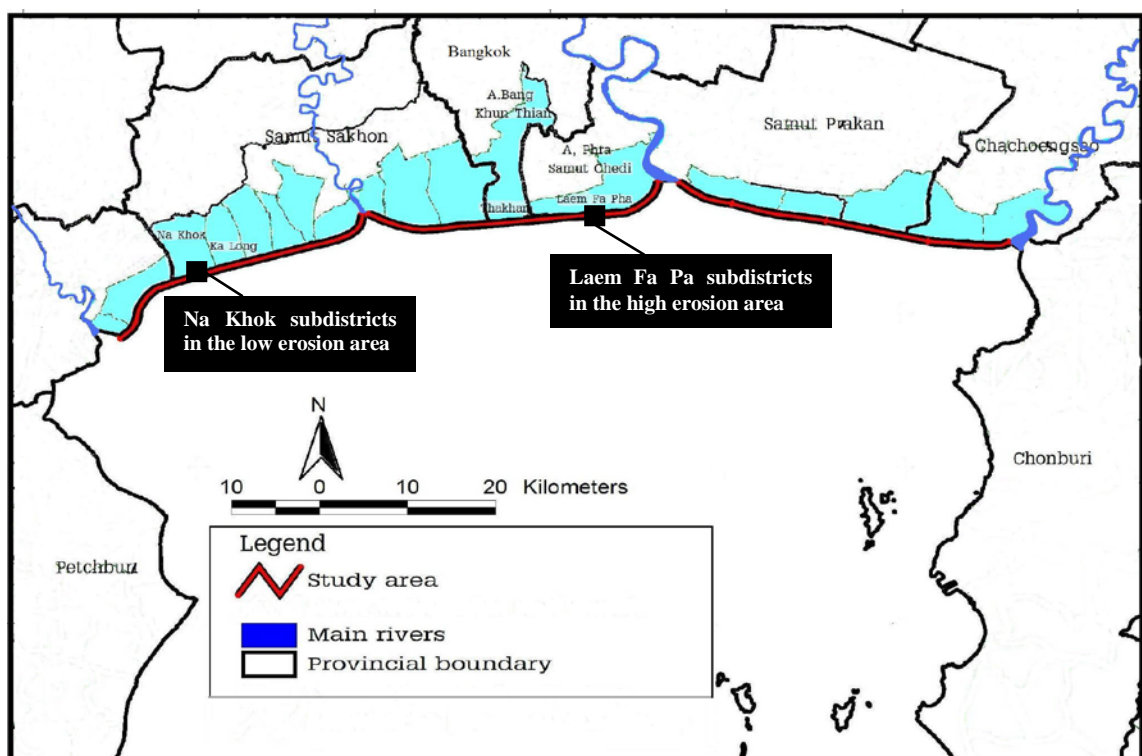 Bangkok
A.Bang
Khun Thian
Samut Sakhon
Samut Prakan
A, Phra
Samut Chedi
Chachoengsao
Laem Fa Pha
Thakham
Na Khok
Ka Long
Laem Fa Pa subdistricts
in the high erosion area
Na Khok subdistricts
in the low erosion area
N
10 0 10 20 Kilometers
Chonburi
Petchburi
Legend
Study area
Main rivers
Provincial boundary